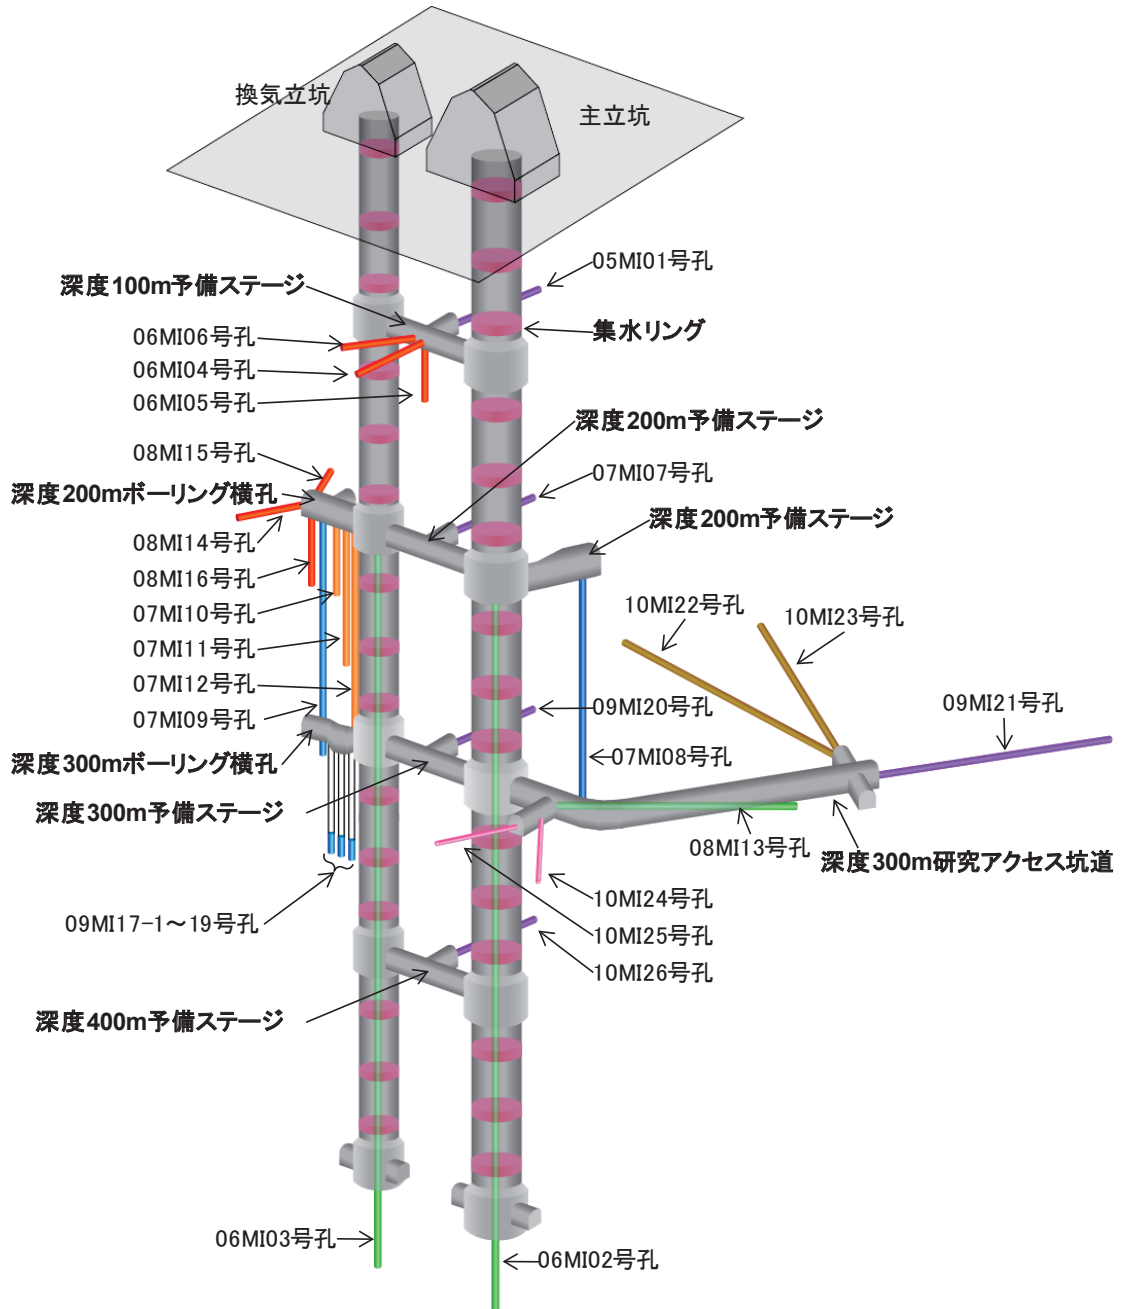 換気立坑
主立坑
05MI01号孔
深度100m予備ステージ
集水リング
06MI06号孔
06MI04号孔
06MI05号孔
深度200m予備ステージ
08MI15号孔
07MI07号孔
深度200mボーリング横孔
深度200m予備ステージ
08MI14号孔
08MI16号孔
10MI22号孔
10MI23号孔
07MI10号孔
07MI11号孔
07MI12号孔
09MI21号孔
09MI20号孔
07MI09号孔
07MI08号孔
深度300mボーリング横孔
深度300m予備ステージ
08MI13号孔
深度300m研究アクセス坑道
10MI24号孔
09MI17-1～19号孔
10MI25号孔
10MI26号孔
深度400m予備ステージ
06MI03号孔
06MI02号孔